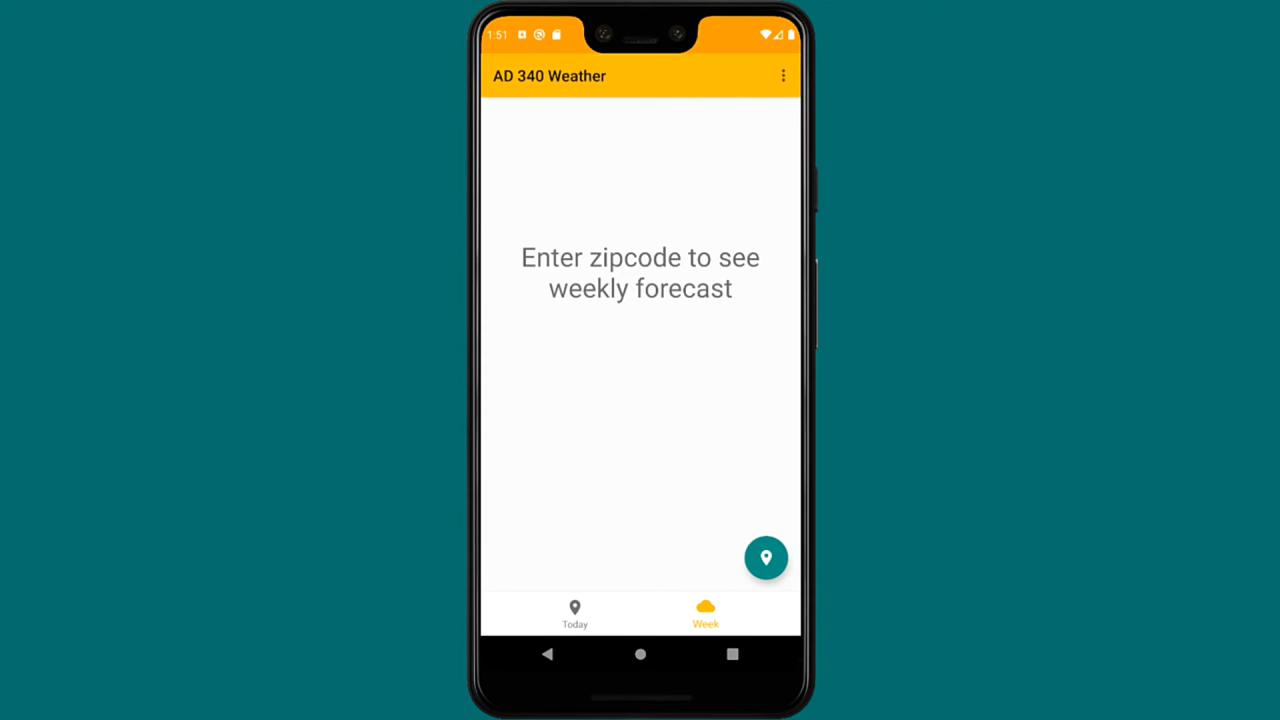 1:51
AD 340 Weather
Enter zipcode to see
weekly forecast
Today
Week